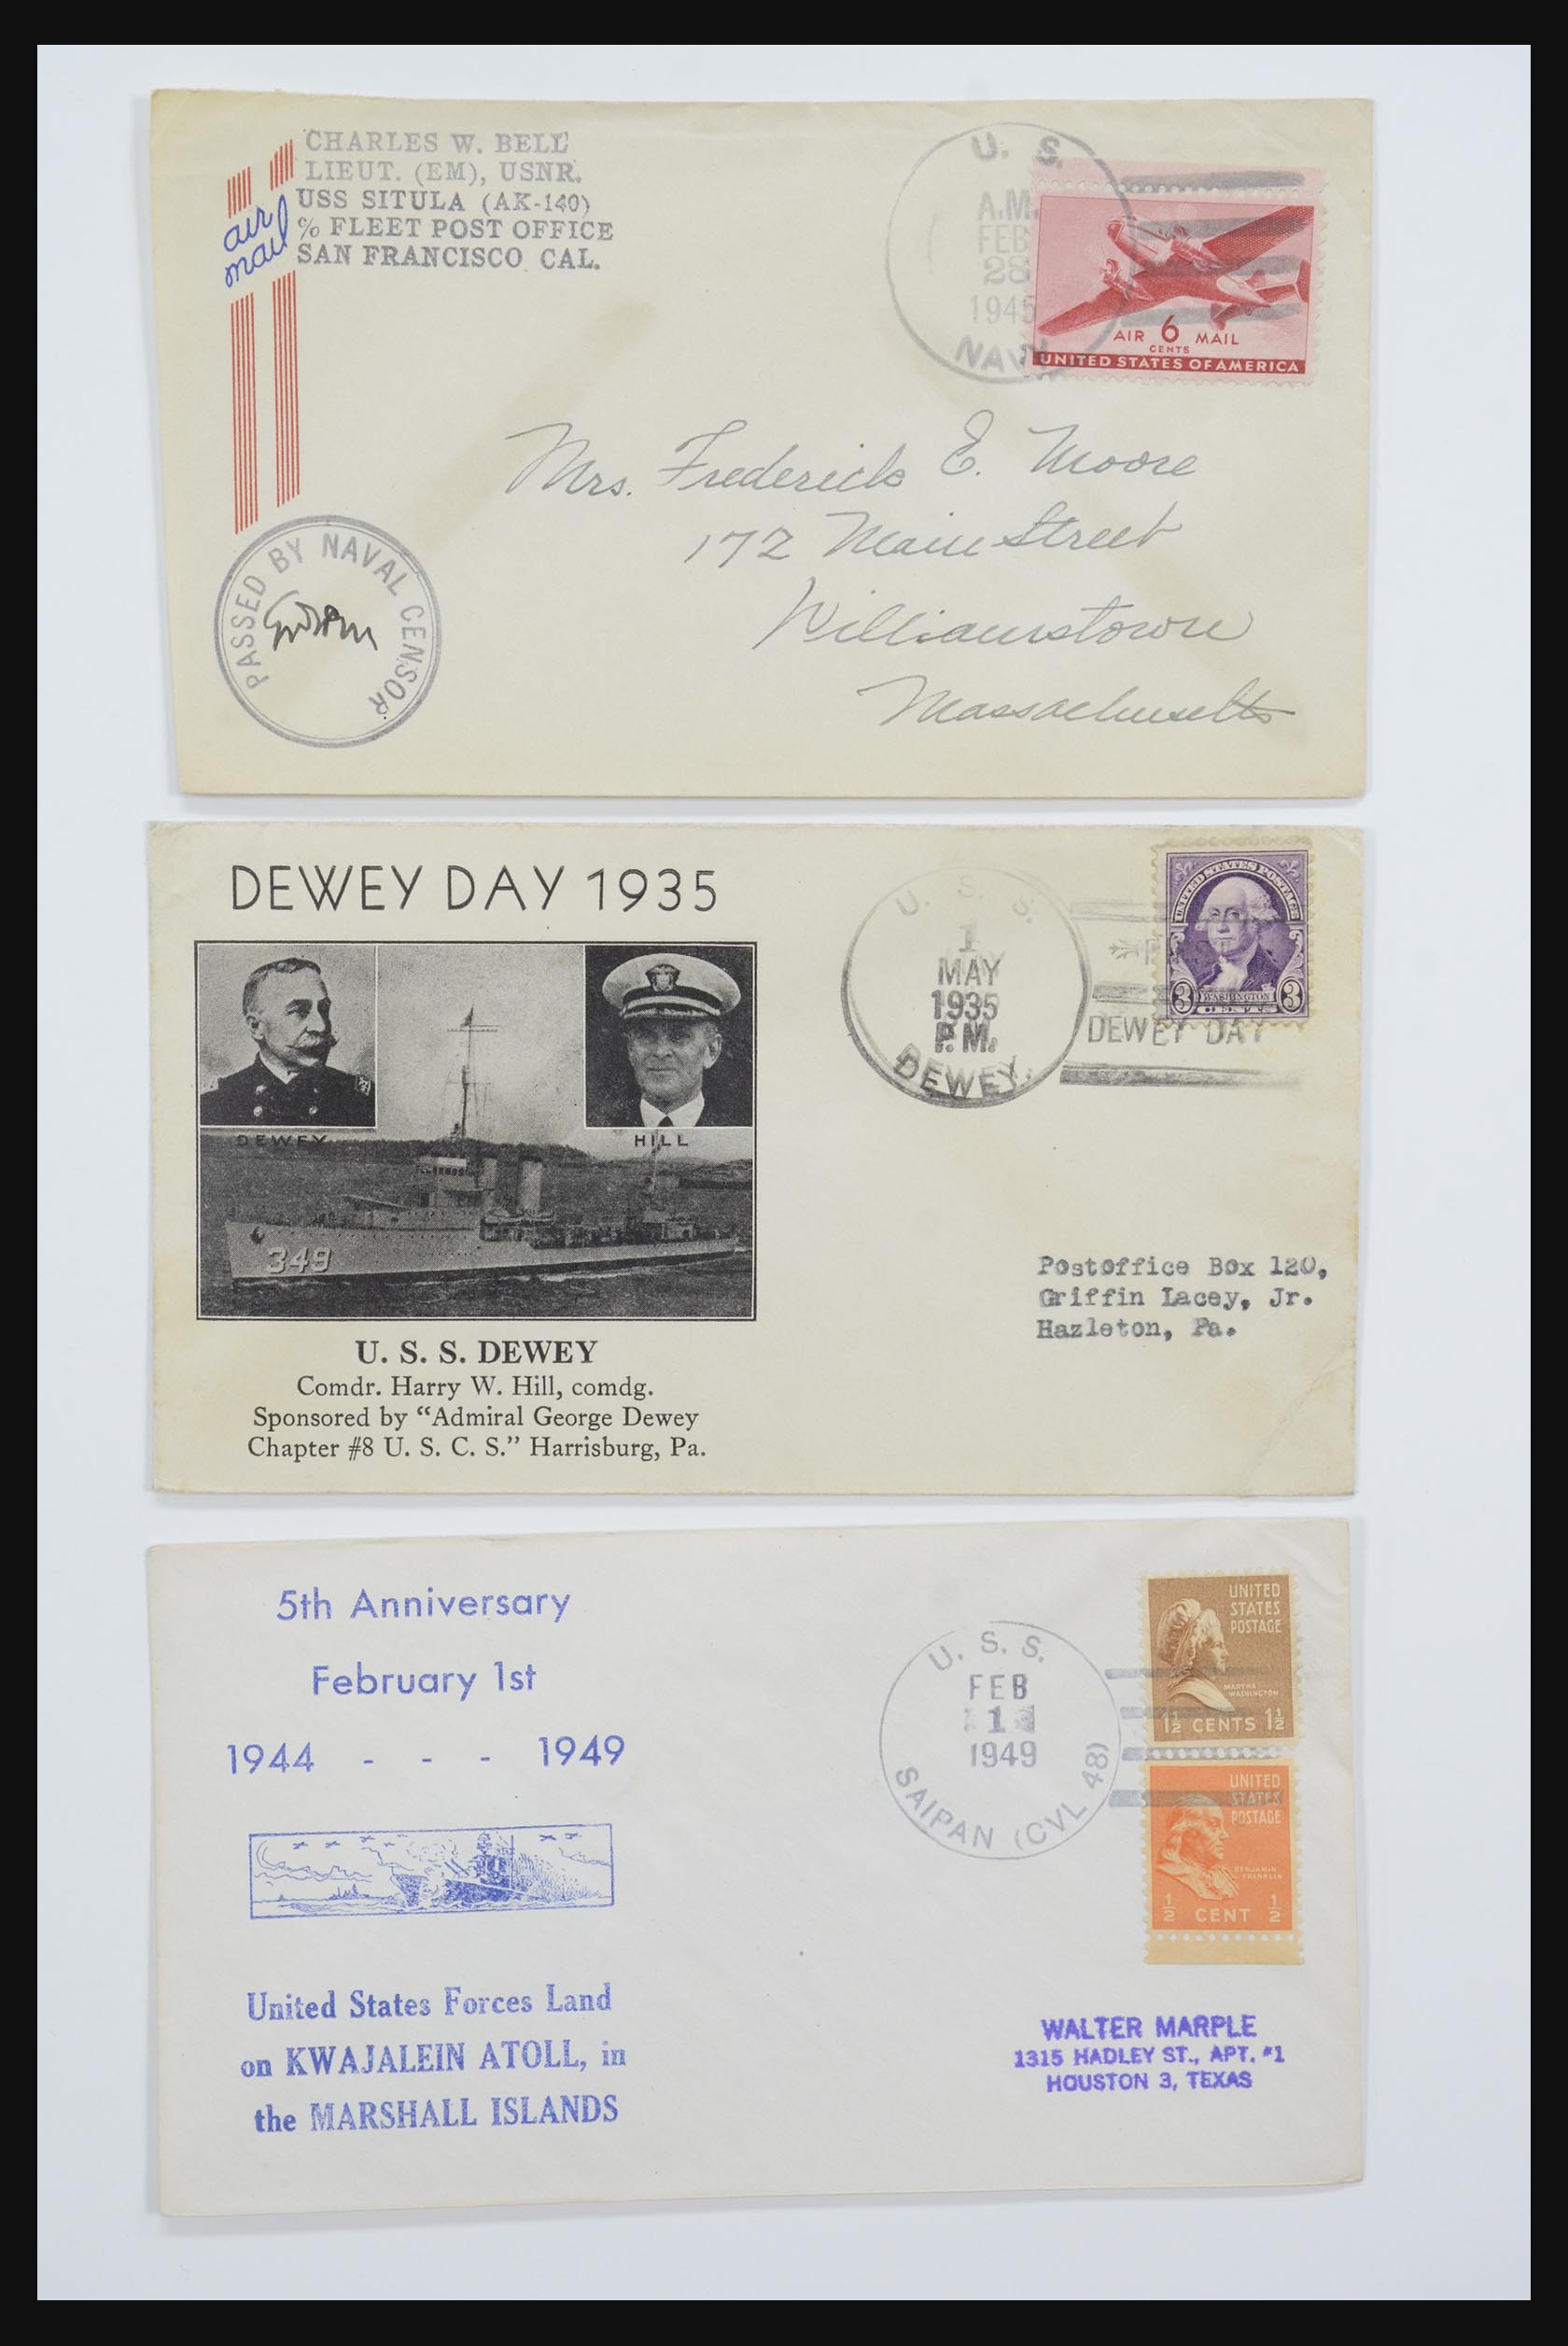 CHARLES W. BELL
LIEUT. (EM), USNR.
USS SITULA (AK-140)
% FLEET POST OFFICE
SAN FRANCISCO CAL.
air
mail
U. S.
A.M.
FEB
28
1945
NAVY
AIR 6 MAIL
CENTS
UNITED STATES OF AMERICA
Mrs. Frederick E. Moore
172 Main Street
Williamstown
Massachusetts
PASSED BY NAVAL CENSOR
DEWEY DAY 1935
DEWEY
HILL
349
U. S. S. DEWEY
Comdr. Harry W. Hill, comdg.
Sponsored by “Admiral George Dewey
Chapter #8 U. S. C. S.” Harrisburg, Pa.
U. S. S.
1
MAY
1935
P.M.
DEWEY.
DEWEY DAY
UNITED STATES POSTAGE
3 WASHINGTON 3
CENTS
Postoffice Box 120,
Griffin Lacey, Jr.
Hazleton, Pa.
5th Anniversary
February 1st
1944 - - - 1949
United States Forces Land
on KWAJALEIN ATOLL, in
the MARSHALL ISLANDS
U. S. S.
FEB
1
1949
SAIPAN (CVL 48)
UNITED
STATES
POSTAGE
MARTHA
WASHINGTON
1½ CENTS 1½
UNITED
STATES
POSTAGE
BENJAMIN
FRANKLIN
½ CENT ½
WALTER MARPLE
1315 HADLEY ST., APT. #1
HOUSTON 3, TEXAS